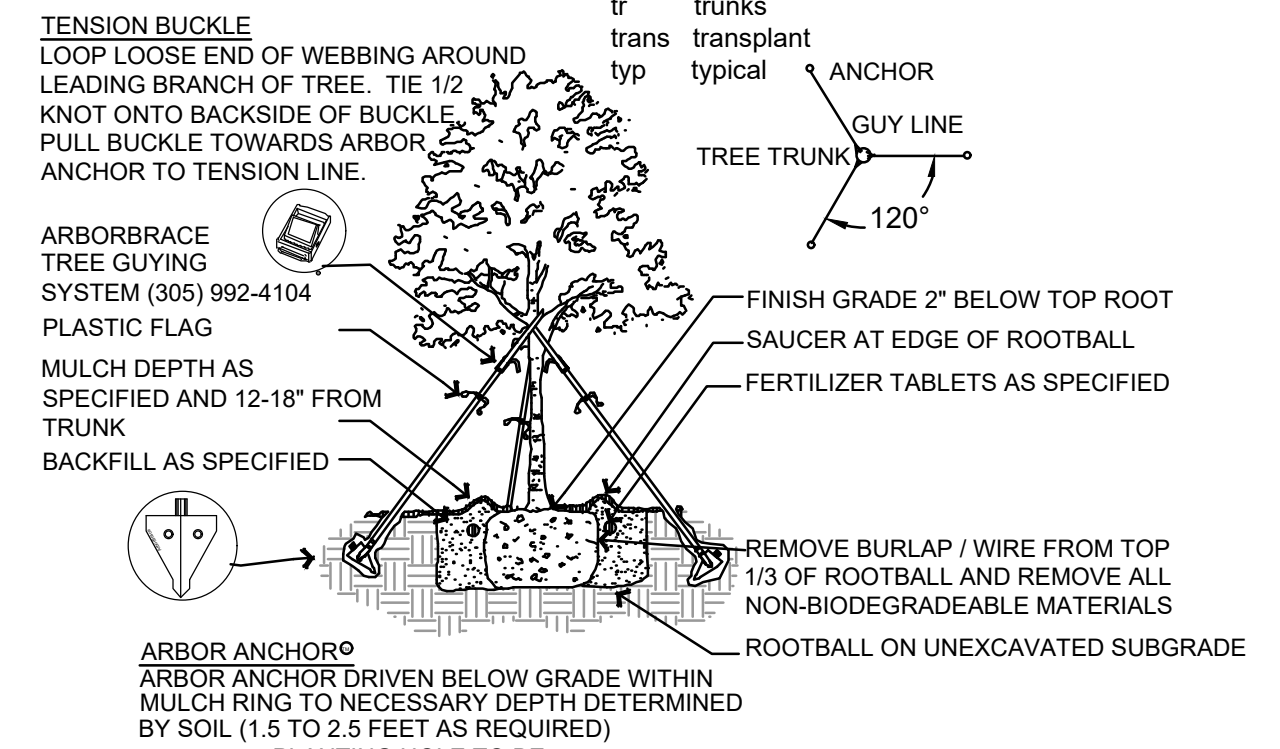 tr trunks
trans transplant
typ typical
TENSION BUCKLE
LOOP LOOSE END OF WEBBING AROUND
LEADING BRANCH OF TREE. TIE 1/2
KNOT ONTO BACKSIDE OF BUCKLE.
PULL BUCKLE TOWARDS ARBOR
ANCHOR TO TENSION LINE.
ANCHOR
GUY LINE
TREE TRUNK
120°
ARBORBRACE
TREE GUYING
SYSTEM (305) 992-4104
PLASTIC FLAG
MULCH DEPTH AS
SPECIFIED AND 12-18" FROM
TRUNK
BACKFILL AS SPECIFIED
FINISH GRADE 2" BELOW TOP ROOT
SAUCER AT EDGE OF ROOTBALL
FERTILIZER TABLETS AS SPECIFIED
REMOVE BURLAP / WIRE FROM TOP
1/3 OF ROOTBALL AND REMOVE ALL
NON-BIODEGRADEABLE MATERIALS
ROOTBALL ON UNEXCAVATED SUBGRADE
ARBOR ANCHOR
ARBOR ANCHOR DRIVEN BELOW GRADE WITHIN
MULCH RING TO NECESSARY DEPTH DETERMINED
BY SOIL (1.5 TO 2.5 FEET AS REQUIRED)
PLANTING HOLE TO BE